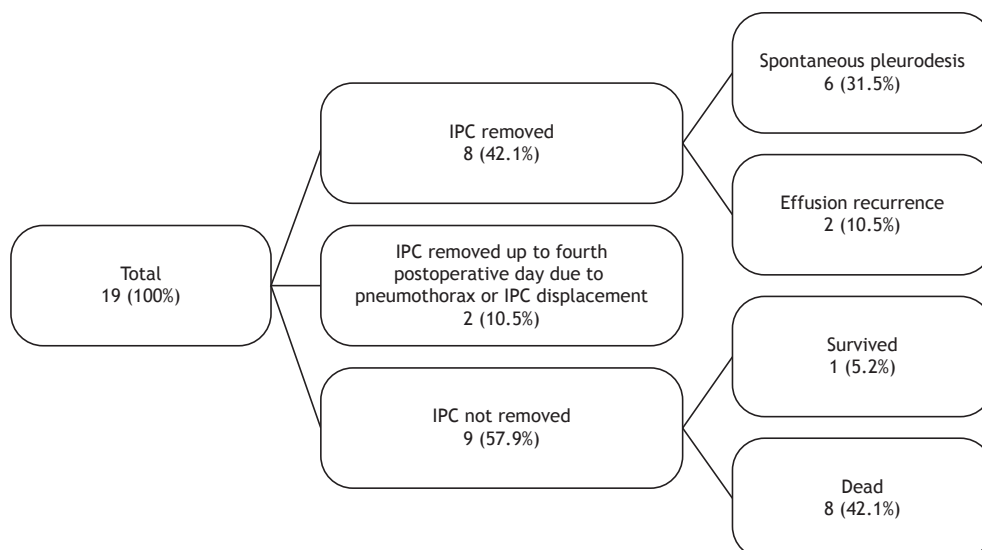 Total
19 (100%)
IPC removed
8 (42.1%)
IPC removed up to fourth
postoperative day due to
pneumothorax or IPC displacement
2 (10.5%)
IPC not removed
9 (57.9%)
Spontaneous pleurodesis
6 (31.5%)
Effusion recurrence
2 (10.5%)
Survived
1 (5.2%)
Dead
8 (42.1%)